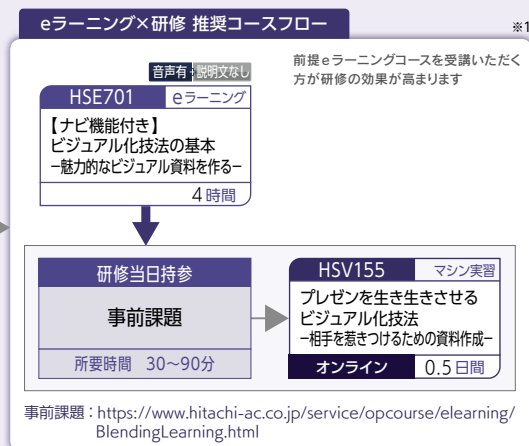 eラーニング×研修 推奨コースフロー
※1
前提eラーニングコースを受講いただく
方が研修の効果が高まります
音声有・説明文なし
HSE701 eラーニング
【ナビ機能付き】
ビジュアル化技法の基本
−魅力的なビジュアル資料を作る−
4時間
研修当日持参
事前課題
所要時間 30〜90分
HSV155 マシン実習
プレゼンを生き生きさせる
ビジュアル化技法
−相手を惹きつけるための資料作成−
オンライン 0.5日間
事前課題：https://www.hitachi-ac.co.jp/service/opcourse/elearning/
BlendingLearning.html